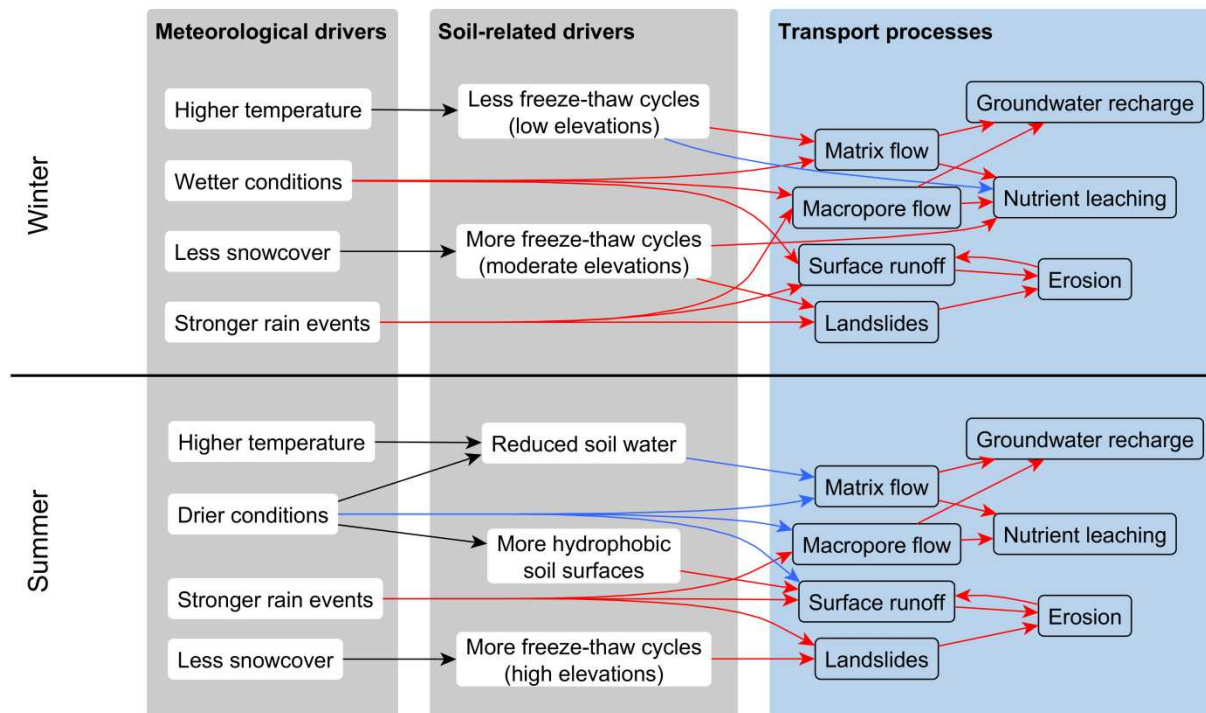 Meteorological drivers
Soil-related drivers
Transport processes
Winter
Higher temperature
Wetter conditions
Less snowcover
Stronger rain events
Less freeze-thaw cycles
(low elevations)
More freeze-thaw cycles
(moderate elevations)
Groundwater recharge
Matrix flow
Nutrient leaching
Macropore flow
Surface runoff
Erosion
Landslides
Summer
Higher temperature
Drier conditions
Stronger rain events
Less snowcover
Reduced soil water
More hydrophobic
soil surfaces
More freeze-thaw cycles
(high elevations)
Groundwater recharge
Matrix flow
Nutrient leaching
Macropore flow
Surface runoff
Erosion
Landslides